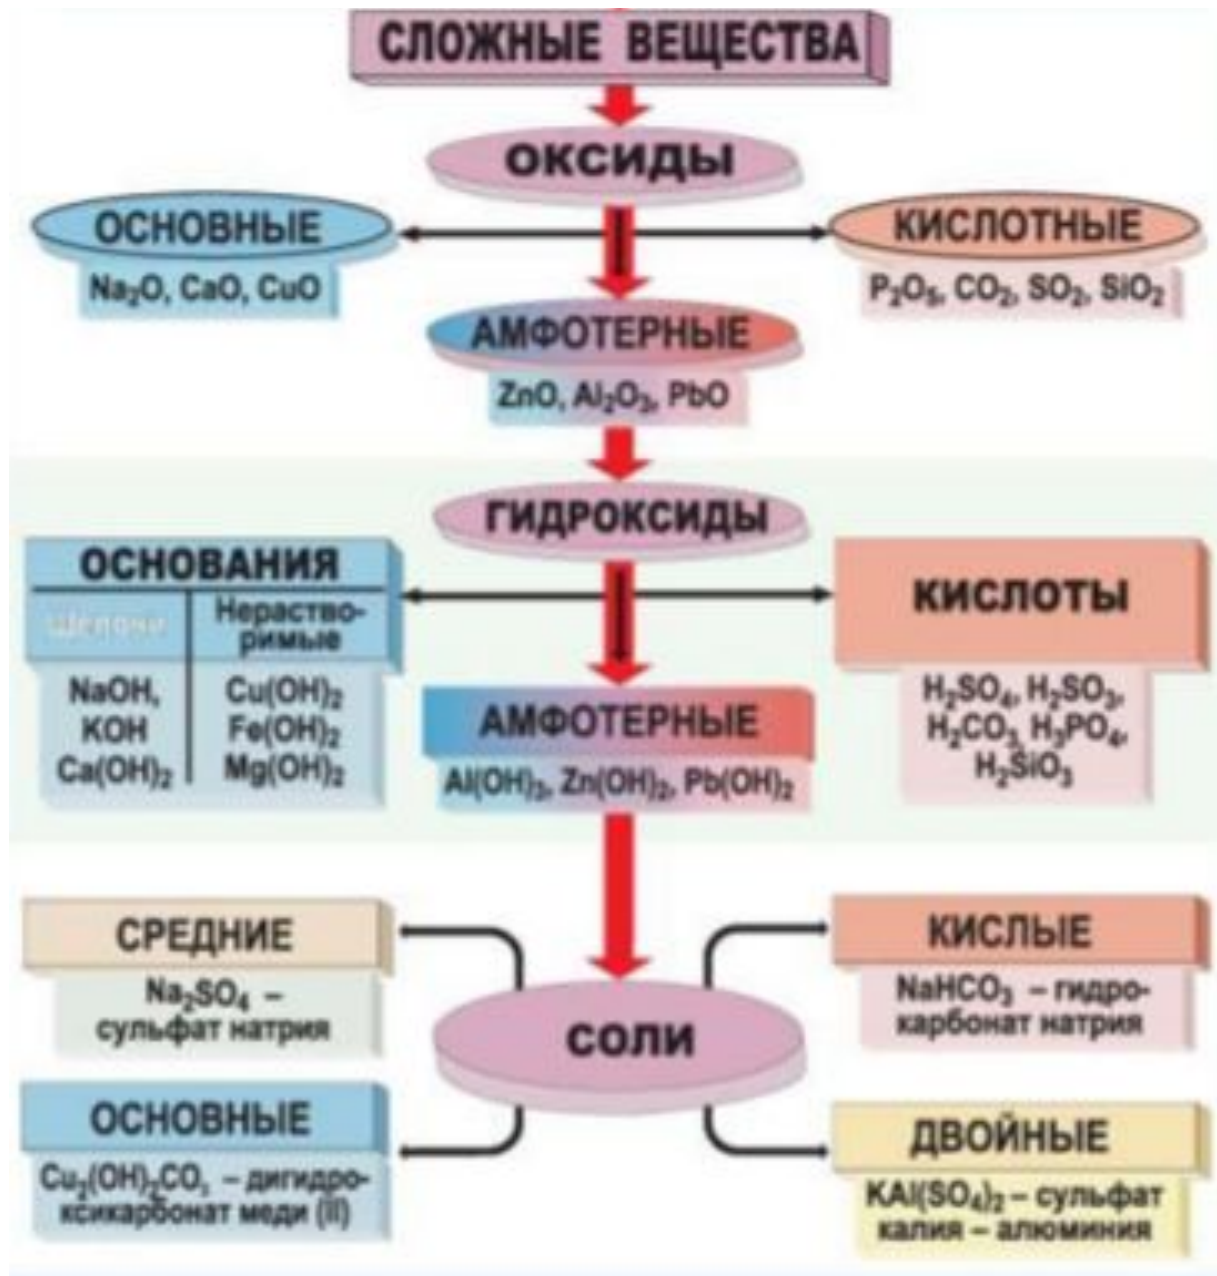 СЛОЖНЫЕ ВЕЩЕСТВА
ОКСИДЫ
ОСНОВНЫЕ
Na₂O, CaO, CuO
КИСЛОТНЫЕ
P₂O₅, CO₂, SO₂, SiO₂
АМФОТЕРНЫЕ
ZnO, Al₂O₃, PbO
ГИДРОКСИДЫ
ОСНОВАНИЯ
Щелочи
NaOH,
KOH
Ca(OH)₂
Нераство-
римые
Cu(OH)₂
Fe(OH)₂
Mg(OH)₂
АМФОТЕРНЫЕ
Al(OH)₃, Zn(OH)₂, Pb(OH)₂
КИСЛОТЫ
H₂SO₄, H₂SO₃,
H₂CO₃, H₃PO₄,
H₂SiO₃
СОЛИ
СРЕДНИЕ
Na₂SO₄ –
сульфат натрия
КИСЛЫЕ
NaHCO₃ – гидро-
карбонат натрия
ОСНОВНЫЕ
Cu₂(OH)₂CO₃ – дигидро-
ксикарбонат меди (II)
ДВОЙНЫЕ
KAl(SO₄)₂ – сульфат
калия – алюминия